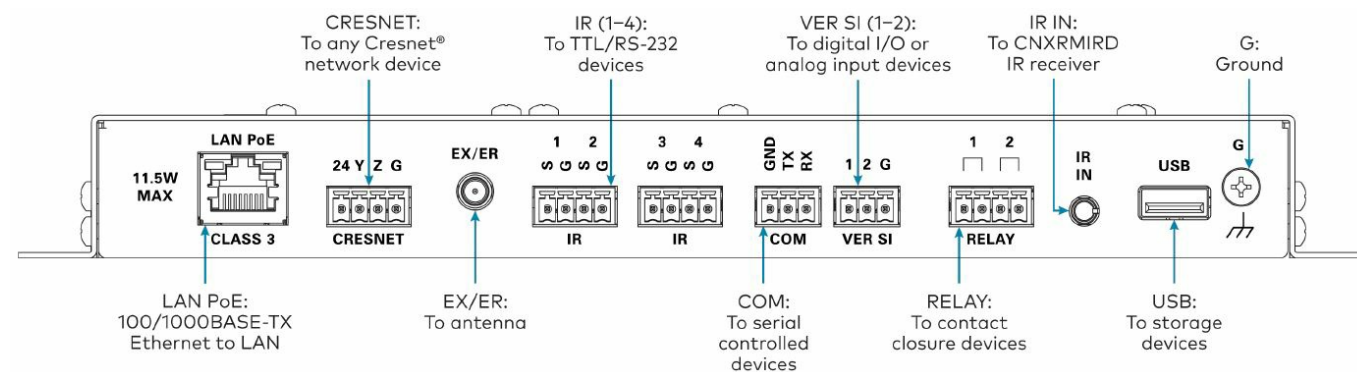 CRESNET:
To any Cresnet®
network device
IR (1–4):
To TTL/RS-232
devices
VER SI (1–2):
To digital I/O or
analog input devices
IR IN:
To CNXRMIRD
IR receiver
G:
Ground
LAN PoE
11.5W
MAX
CLASS 3
24 Y Z G
CRESNET
EX/ER
1 2
S G S G
IR
3 4
S G S G
IR
GND TX RX
COM
1 2 G
VER SI
1 2
RELAY
IR
IN
USB
G
LAN PoE:
100/1000BASE-TX
Ethernet to LAN
EX/ER:
To antenna
COM:
To serial
controlled
devices
RELAY:
To contact
closure devices
USB:
To storage
devices